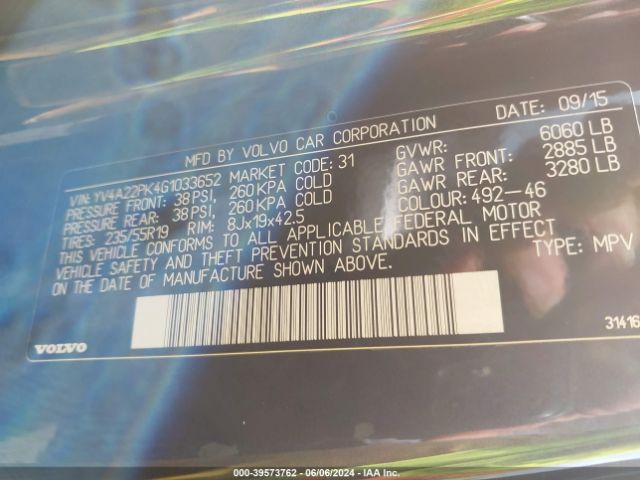 MFD BY VOLVO CAR CORPORATION DATE: 09/15
VIN: YV4A22PK4G1033652 MARKET CODE: 31 GVWR: 6060 LB
PRESSURE FRONT: 38 PSI, 260 KPA COLD GAWR FRONT: 2885 LB
PRESSURE REAR: 38 PSI, 260 KPA COLD GAWR REAR: 3280 LB
TIRES: 235/55R19 RIM: 8Jx19x42.5 COLOUR: 492-46
THIS VEHICLE CONFORMS TO ALL APPLICABLE FEDERAL MOTOR
VEHICLE SAFETY AND THEFT PREVENTION STANDARDS IN EFFECT
ON THE DATE OF MANUFACTURE SHOWN ABOVE. TYPE: MPV
VOLVO 31416
000-39573762 - 06/06/2024 - IAA Inc.